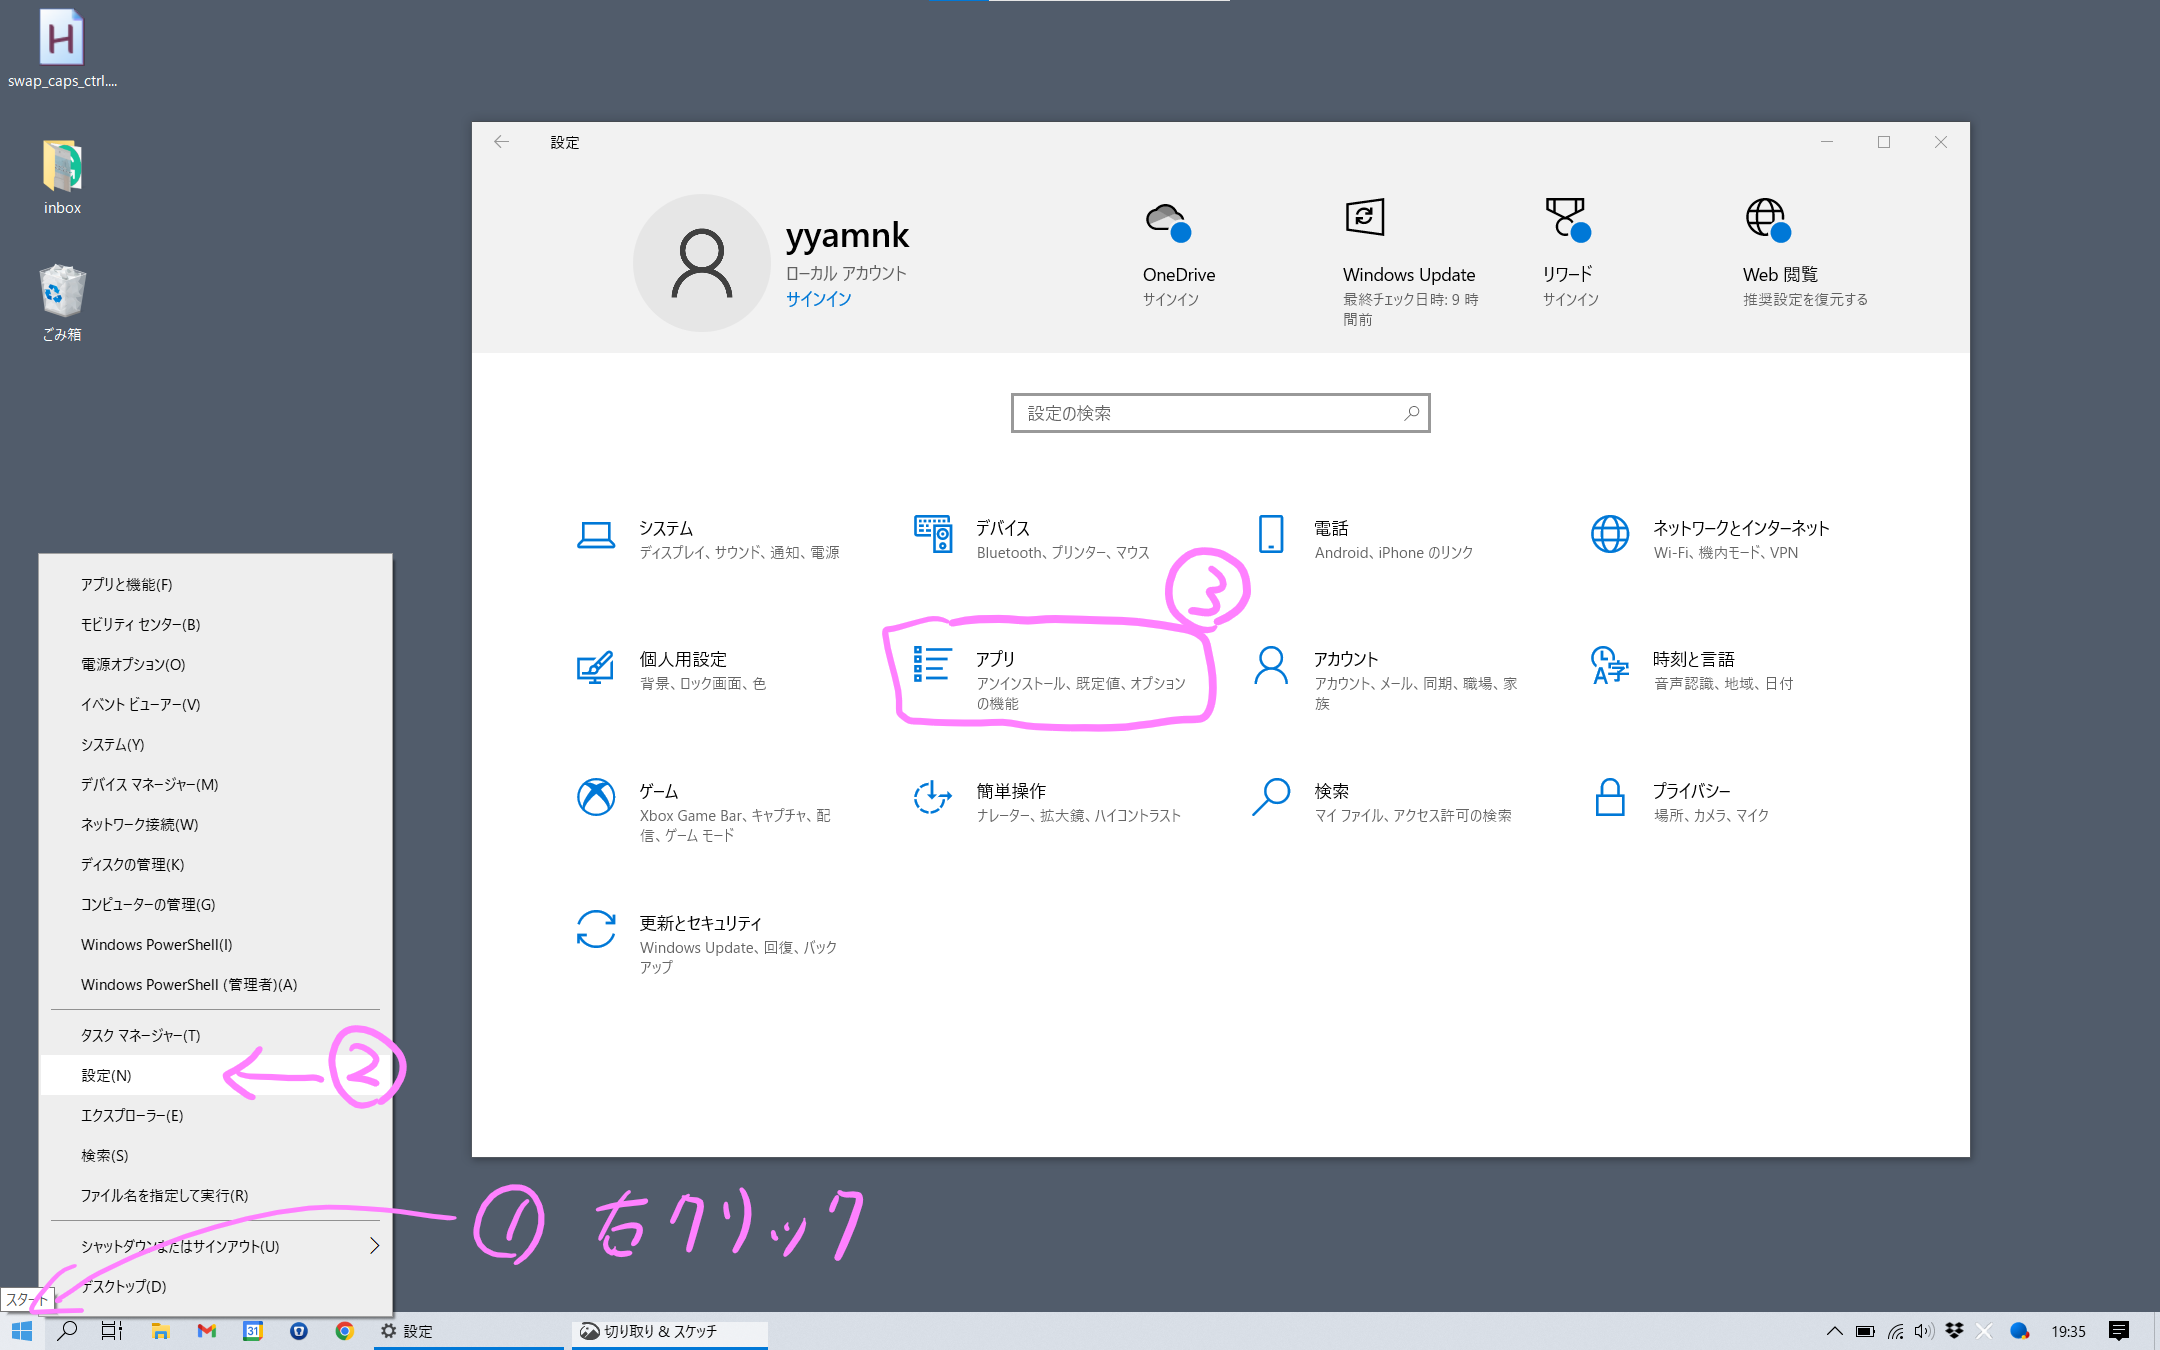 swap_caps_ctrl....
inbox
ごみ箱
設定
yyamnk
ローカル アカウント
サインイン
OneDrive
サインイン
Windows Update
最終チェック日時: 9 時
間前
リワード
サインイン
Web 閲覧
推奨設定を復元する
設定の検索
システム
ディスプレイ、サウンド、通知、電源
デバイス
Bluetooth、プリンター、マウス
電話
Android、iPhone のリンク
ネットワークとインターネット
Wi-Fi、機内モード、VPN
③
個人用設定
背景、ロック画面、色
アプリ
アンインストール、既定値、オプション
の機能
アカウント
アカウント、メール、同期、職場、家
族
時刻と言語
音声認識、地域、日付
ゲーム
Xbox Game Bar、キャプチャ、配
信、ゲーム モード
簡単操作
ナレーター、拡大鏡、ハイコントラスト
検索
マイ ファイル、アクセス許可の検索
プライバシー
場所、カメラ、マイク
更新とセキュリティ
Windows Update、回復、バック
アップ
アプリと機能(F)
モビリティ センター(B)
電源オプション(O)
イベント ビューアー(V)
システム(Y)
デバイス マネージャー(M)
ネットワーク接続(W)
ディスクの管理(K)
コンピューターの管理(G)
Windows PowerShell(I)
Windows PowerShell (管理者)(A)
タスク マネージャー(T)
設定(N)
②
エクスプローラー(E)
検索(S)
ファイル名を指定して実行(R)
シャットダウンまたはサインアウト(U)
デスクトップ(D)
① 右クリック
スタート
31
設定
切り取り & スケッチ
19:35